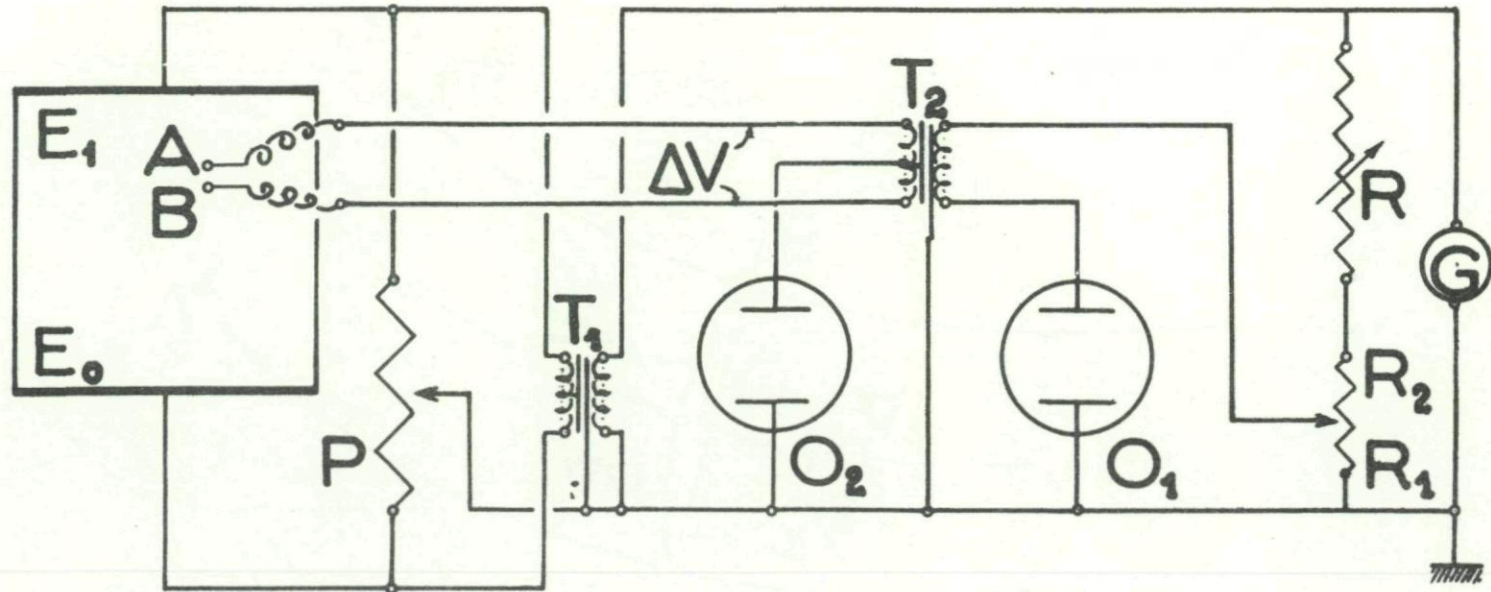 T₂
E₁
A
ΔV
B
R
G
T₁
E₀
R₂
P
O₂
O₁
R₁